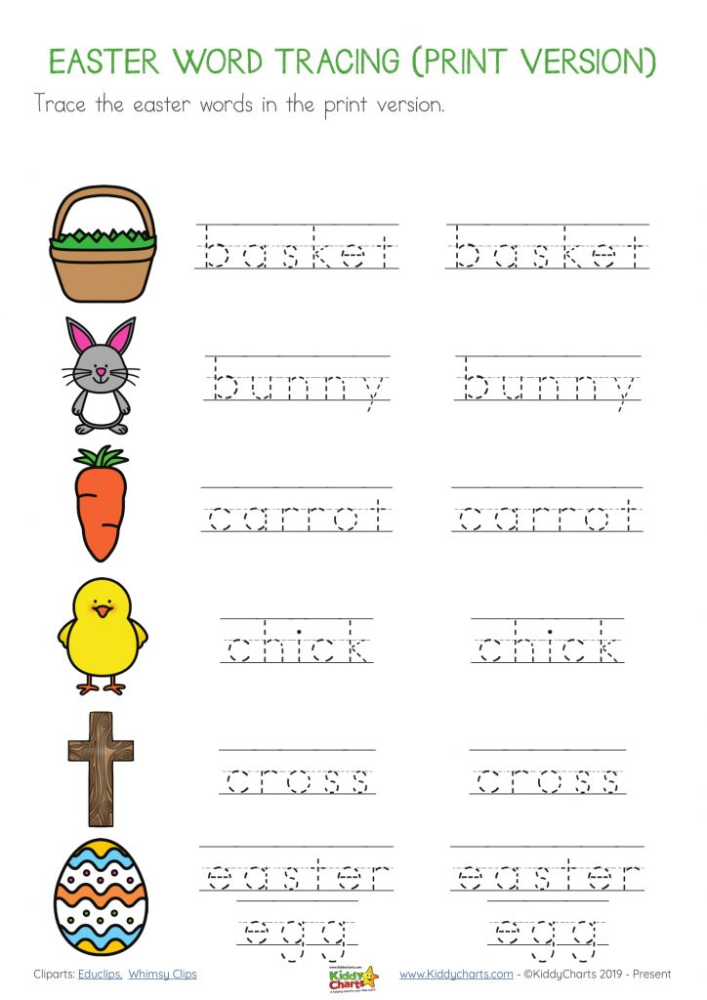 EASTER WORD TRACING (PRINT VERSION)
Trace the easter words in the print version.
basket basket
bunny bunny
carrot carrot
chick chick
cross cross
easter easter
egg egg
Cliparts: Educlips, Whimsy Clips
Kiddy
Charts
www.Kiddycharts.com - ©KiddyCharts 2019 - Present